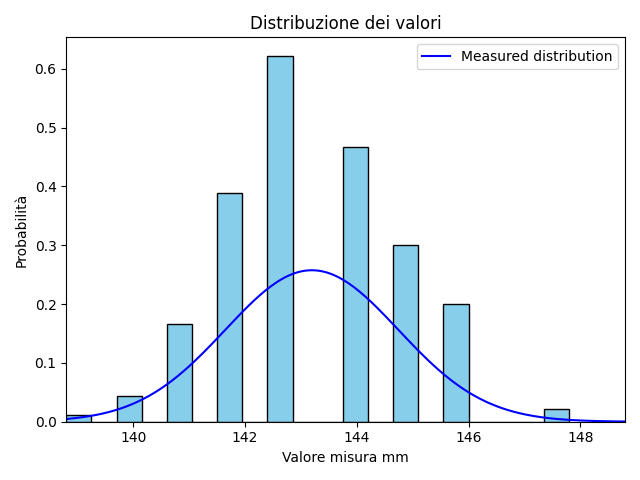 Distribuzione dei valori
Measured distribution
0.6
0.5
0.4
0.3
0.2
0.1
0.0
Probabilità
140 142 144 146 148
Valore misura mm